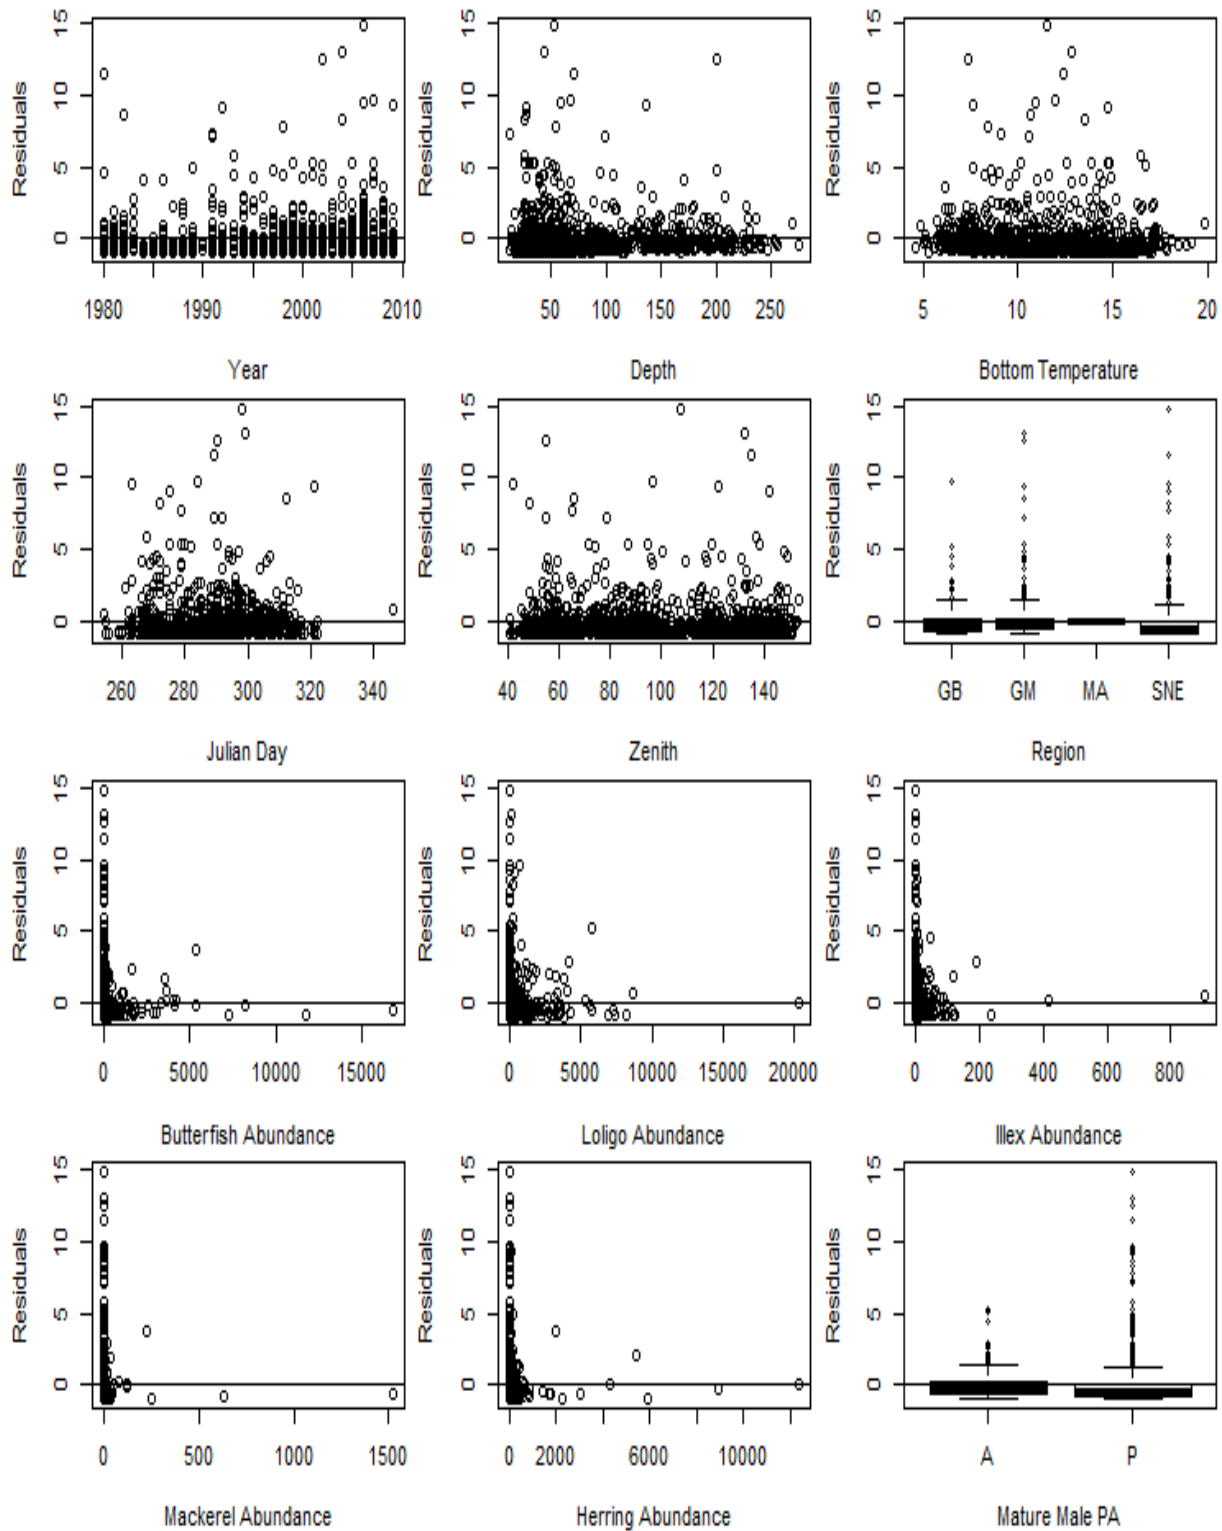 Residuals 15 10 5 0
1980 1990 2000 2010
Year
Residuals 15 10 5 0
50 100 150 200 250
Depth
Residuals 15 10 5 0
5 10 15 20
Bottom Temperature
Residuals 15 10 5 0
260 280 300 320 340
Julian Day
Residuals 15 10 5 0
40 60 80 100 120 140
Zenith
Residuals 15 10 5 0
GB GM MA SNE
Region
Residuals 15 10 5 0
0 5000 10000 15000
Butterfish Abundance
Residuals 15 10 5 0
0 5000 10000 15000 20000
Loligo Abundance
Residuals 15 10 5 0
0 200 400 600 800
Illex Abundance
Residuals 15 10 5 0
0 500 1000 1500
Mackerel Abundance
Residuals 15 10 5 0
0 2000 6000 10000
Herring Abundance
Residuals 15 10 5 0
A P
Mature Male PA